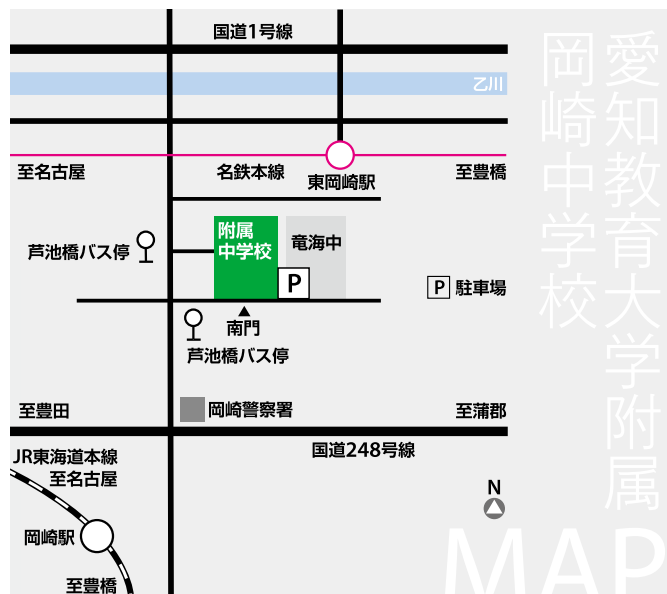 国道1号線
乙川
至名古屋
名鉄本線
東岡崎駅
至豊橋
芦池橋バス停
附属
中学校
竜海中
P
P 駐車場
南門
芦池橋バス停
至豊田
岡崎警察署
至蒲郡
国道248号線
JR東海道本線
至名古屋
N
岡崎駅
至豊橋
愛知教育大学附属
岡崎中学校
MAP